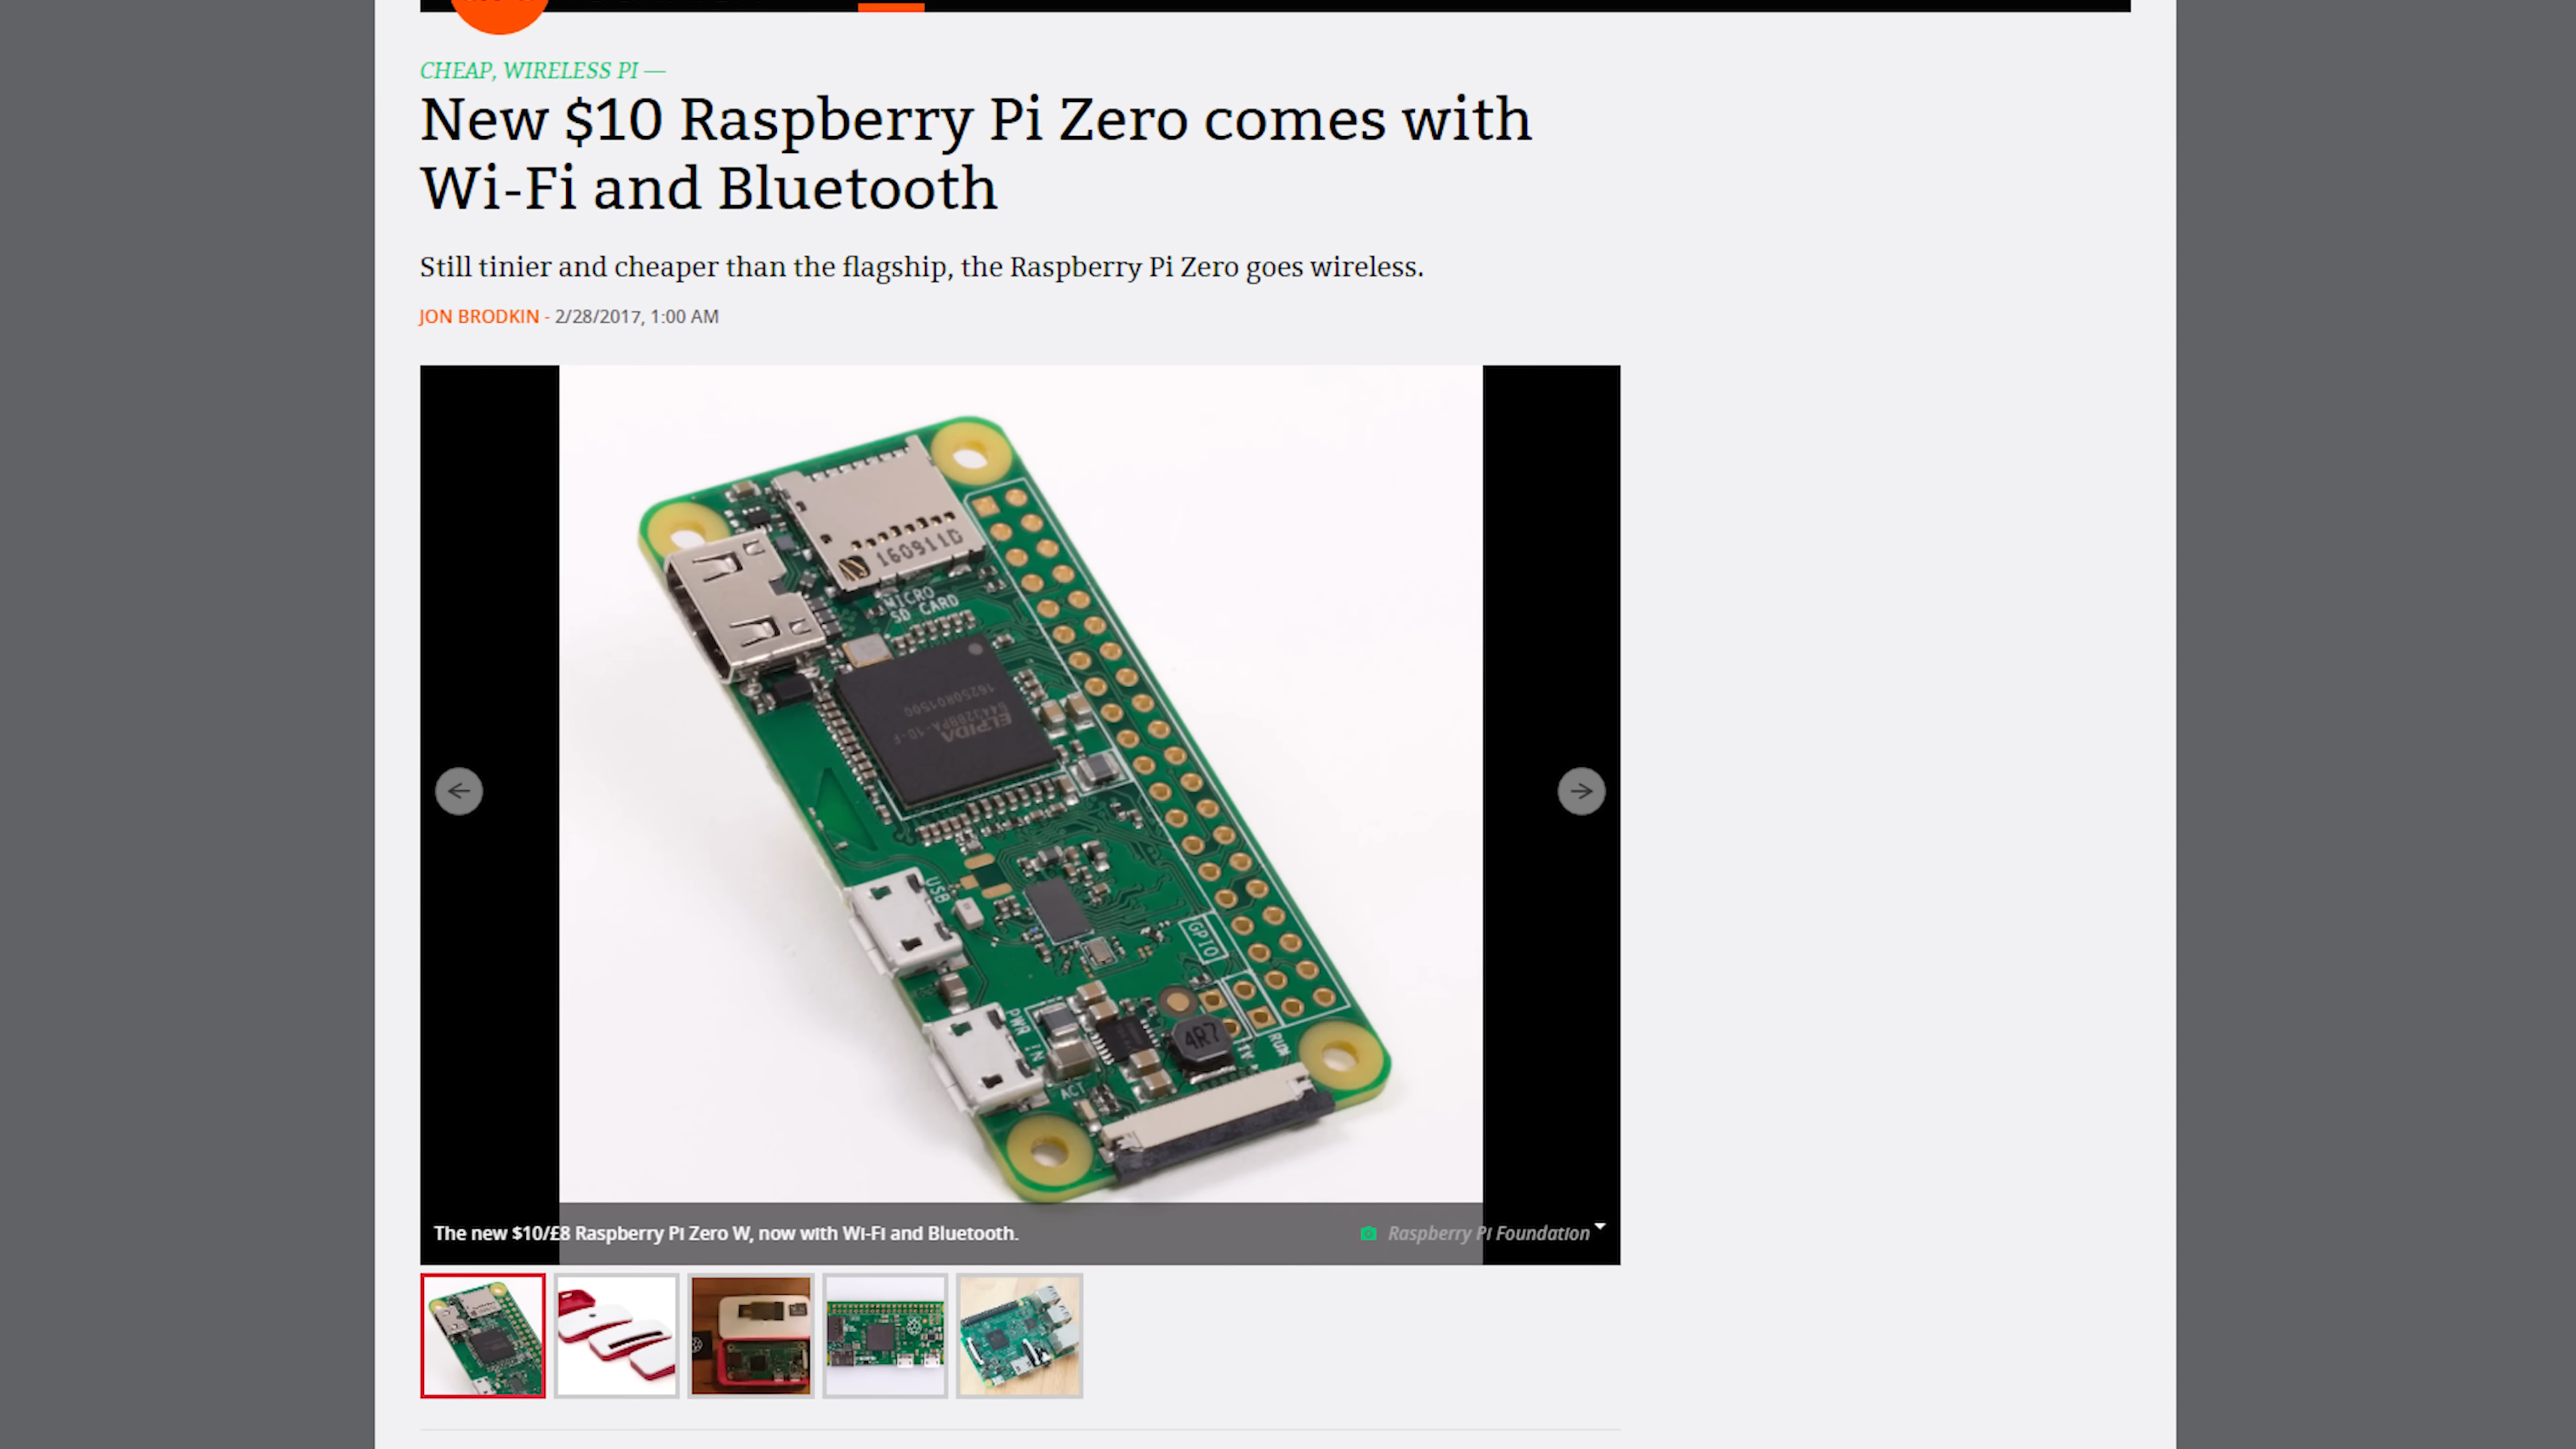 CHEAP, WIRELESS PI —
New $10 Raspberry Pi Zero comes with
Wi-Fi and Bluetooth
Still tinier and cheaper than the flagship, the Raspberry Pi Zero goes wireless.
JON BRODKIN - 2/28/2017, 1:00 AM
160911D
MICRO
SD CARD
ELPIDA
16250R01500
USB
GPIO
PWR IN
4R7
TV
RUN
ACT
The new $10/£8 Raspberry Pi Zero W, now with Wi-Fi and Bluetooth.
Raspberry Pi Foundation